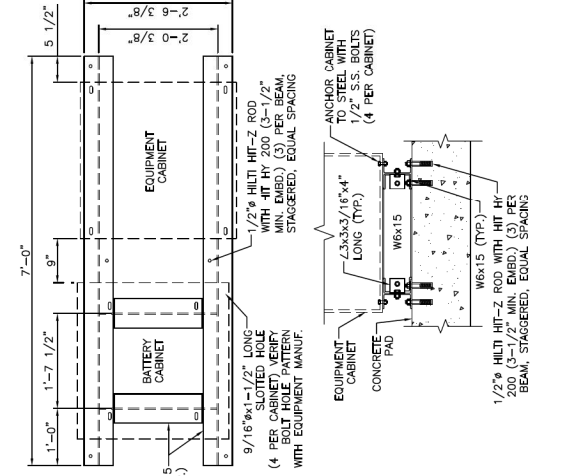 2'-6 3/8"
2'-0 3/8"
5 1/2"
7'-0"
9"
1'-7 1/2"
1'-0"
EQUIPMENT
CABINET
BATTERY
CABINET
1/2"ø HILTI HIT-Z ROD
WITH HIT HY 200 (3-1/2"
MIN. EMBD.) (3) PER BEAM,
STAGGERED, EQUAL SPACING
9/16"øx1-1/2" LONG
SLOTTED HOLE
(4 PER CABINET) VERIFY
BOLT HOLE PATTERN
WITH EQUIPMENT MANUF.
ANCHOR CABINET
TO STEEL WITH
1/2" S.S. BOLTS
(4 PER CABINET)
∠3x3x3/16"x4"
LONG (TYP.)
W6x15
EQUIPMENT
CABINET
CONCRETE
PAD
W6x15 (TYP.)
1/2"ø HILTI HIT-Z ROD WITH HIT HY
200 (3-1/2" MIN. EMBD.) (3) PER
BEAM, STAGGERED, EQUAL SPACING